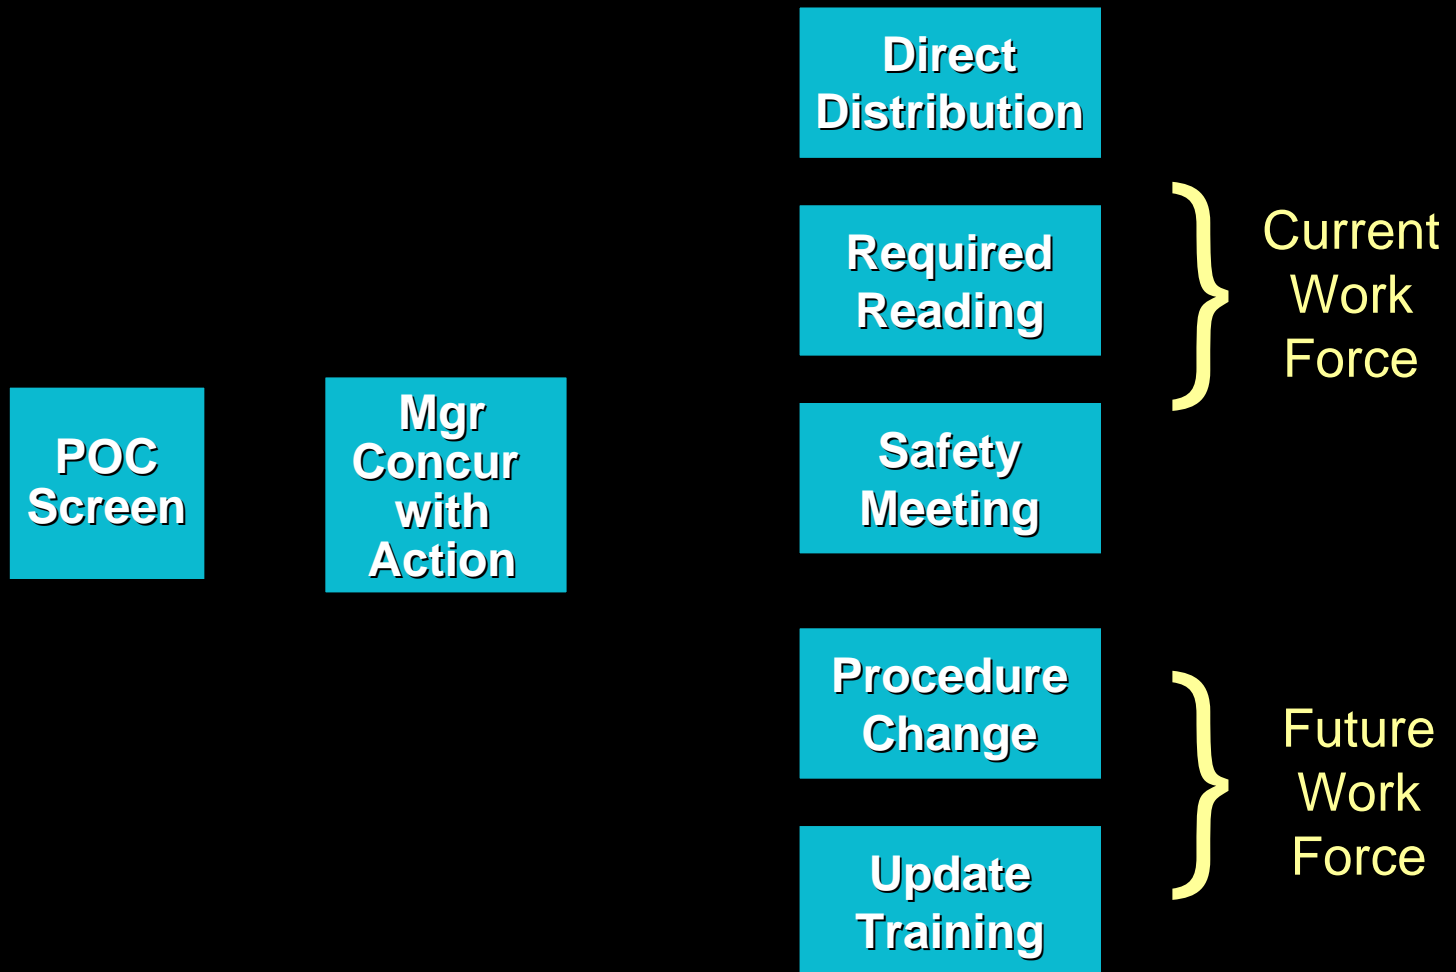 Direct
Distribution
Required
Reading
Current
Work
Force
POC
Screen
Mgr
Concur
with
Action
Safety
Meeting
Procedure
Change
Future
Work
Force
Update
Training